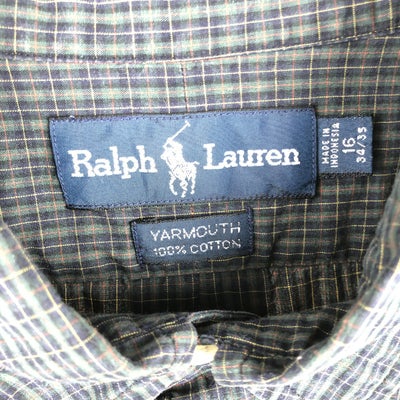 Ralph Lauren
MADE IN
INDONESIA
16
34/35
YARMOUTH
100% COTTON